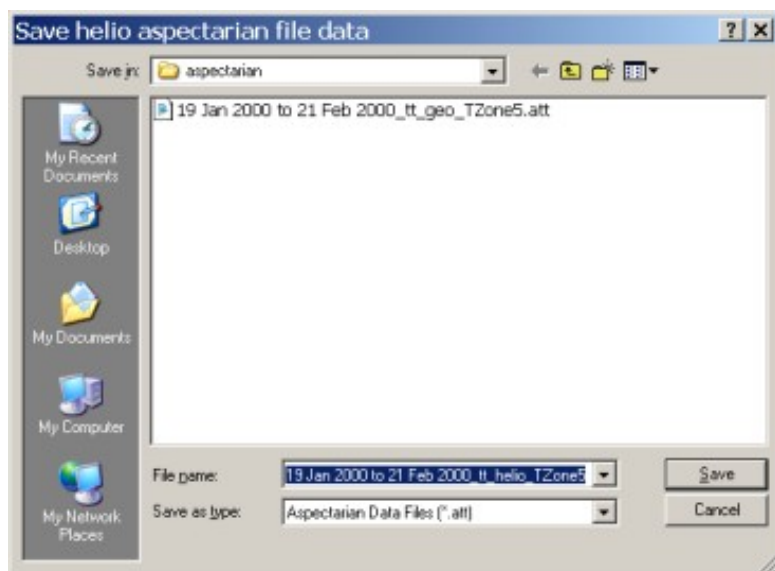 Save helio aspectarian file data
Save in: aspectarian
19 Jan 2000 to 21 Feb 2000_tt_geo_TZone5.att
My Recent
Documents
Desktop
My Documents
My Computer
My Network
Places
File name: 19 Jan 2000 to 21 Feb 2000_tt_helio_TZone5
Save
Save as type: Aspectarian Data Files (*.att)
Cancel